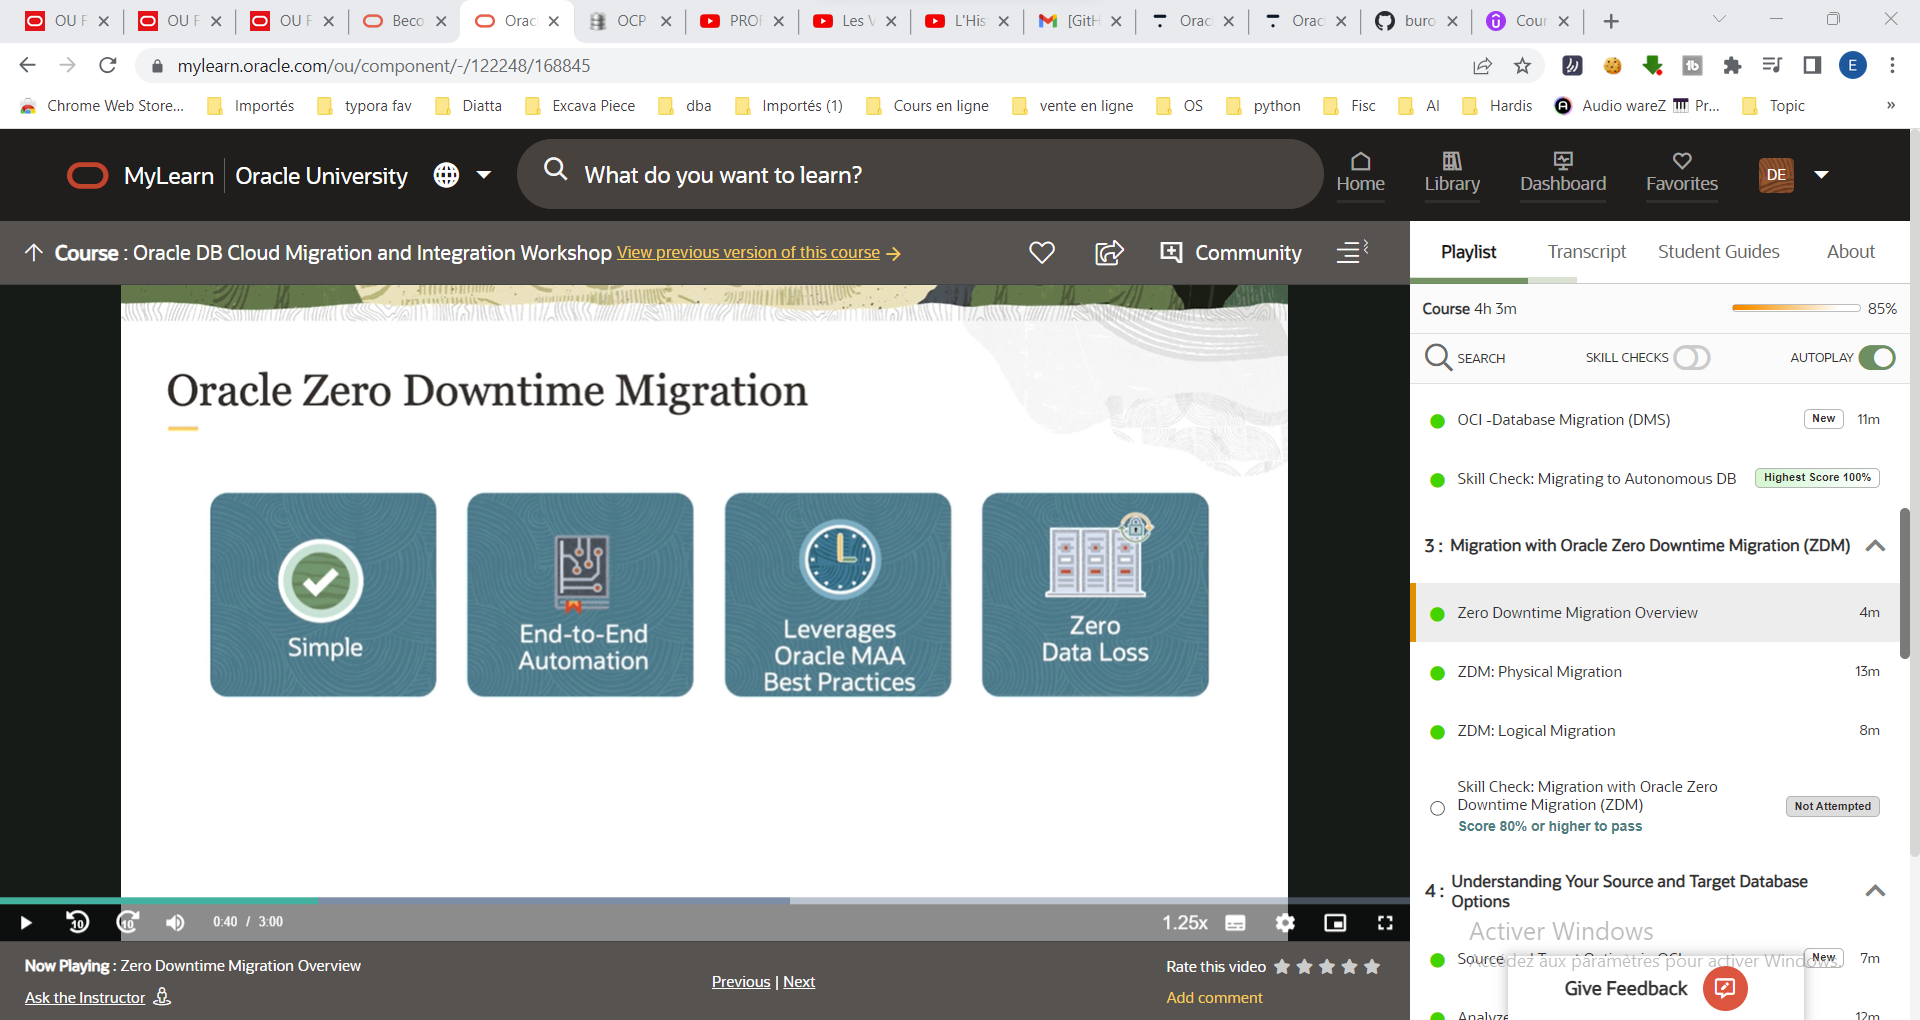 OU F
OU F
OU F
Beco
Orac
OCP
PROF
Les V
L'His
[GitH
Orac
Orac
buro
Cour
mylearn.oracle.com/ou/component/-/122248/168845
E
Chrome Web Store...
Importés
typora fav
Diatta
Excava Piece
dba
Importés (1)
Cours en ligne
vente en ligne
OS
python
Fisc
AI
Hardis
Audio wareZ
Pr...
Topic
»
MyLearn
Oracle University
What do you want to learn?
Home
Library
Dashboard
Favorites
DE
Course : Oracle DB Cloud Migration and Integration Workshop View previous version of this course →
Community
Oracle Zero Downtime Migration
Simple
End-to-End
Automation
Leverages
Oracle MAA
Best Practices
Zero
Data Loss
10
10
0:40 / 3:00
1.25x
Now Playing : Zero Downtime Migration Overview
Ask the Instructor
Previous | Next
Rate this video
Add comment
Playlist
Transcript
Student Guides
About
Course 4h 3m
85%
SEARCH
SKILL CHECKS
AUTOPLAY
OCI -Database Migration (DMS)
New
11m
Skill Check: Migrating to Autonomous DB
Highest Score 100%
3 : Migration with Oracle Zero Downtime Migration (ZDM)
Zero Downtime Migration Overview
4m
ZDM: Physical Migration
13m
ZDM: Logical Migration
8m
Skill Check: Migration with Oracle Zero
Downtime Migration (ZDM)
Not Attempted
Score 80% or higher to pass
4 : Understanding Your Source and Target Database
Options
Activer Windows
Accédez aux paramètres pour activer Windows.
New
7m
Give Feedback
Analyze
12m